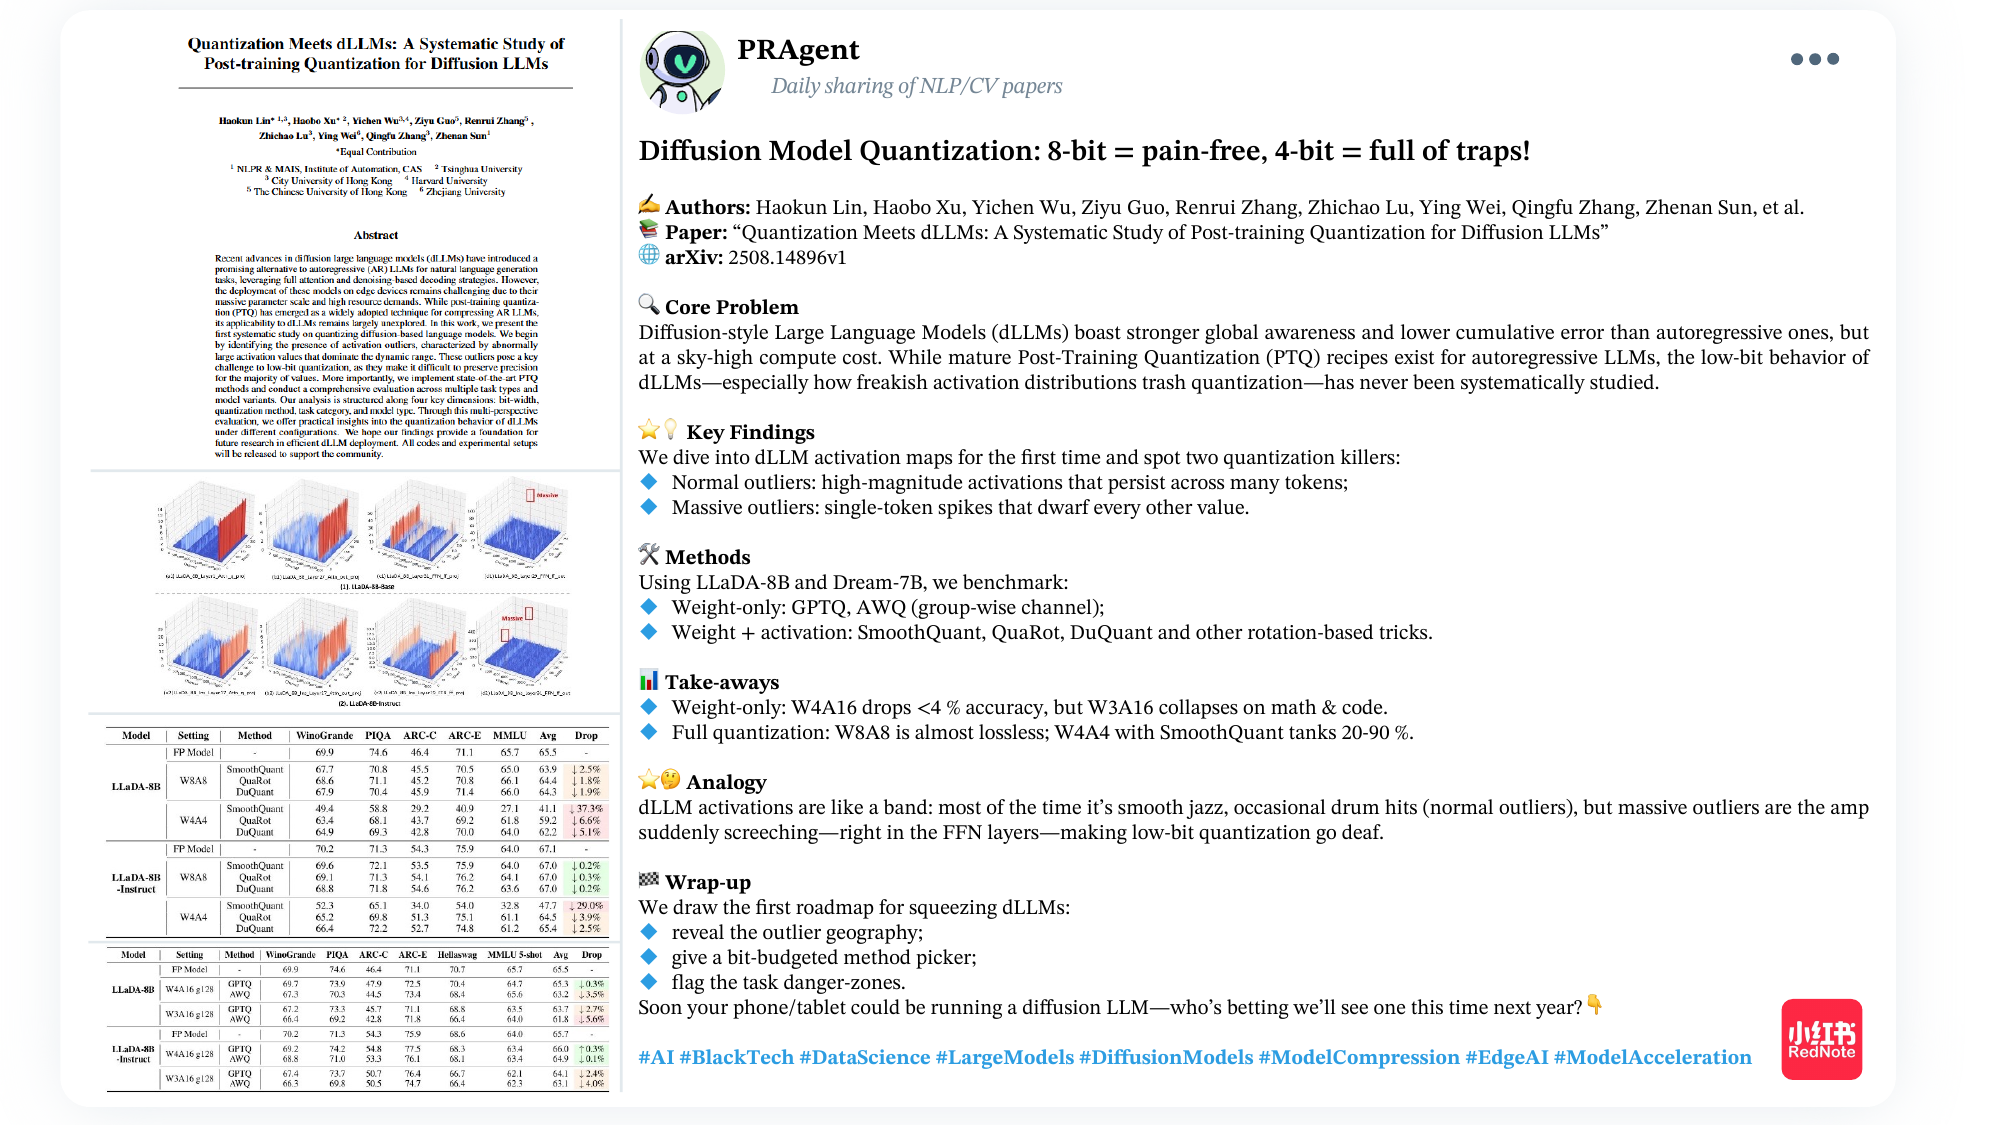 Quantization Meets dLLMs: A Systematic Study of
Post-training Quantization for Diffusion LLMs
Haokun Lin* 1,3, Haobo Xu* 2, Yichen Wu3,4, Ziyu Guo5, Renrui Zhang5 ,
Zhichao Lu3, Ying Wei6, Qingfu Zhang3, Zhenan Sun1
*Equal Contribution
1 NLPR & MAIS, Institute of Automation, CAS 2 Tsinghua University
3 City University of Hong Kong 4 Harvard University
5 The Chinese University of Hong Kong 6 Zhejiang University
Abstract
Recent advances in diffusion large language models (dLLMs) have introduced a
promising alternative to autoregressive (AR) LLMs for natural language generation
tasks, leveraging full attention and denoising-based decoding strategies. However,
the deployment of these models on edge devices remains challenging due to their
massive parameter scale and high resource demands. While post-training quantiza-
tion (PTQ) has emerged as a widely adopted technique for compressing AR LLMs,
its applicability to dLLMs remains largely unexplored. In this work, we present the
first systematic study on quantizing diffusion-based language models. We begin
by identifying the presence of activation outliers, characterized by abnormally
large activation values that dominate the dynamic range. These outliers pose a key
challenge to low-bit quantization, as they make it difficult to preserve precision
for the majority of values. More importantly, we implement state-of-the-art PTQ
methods and conduct a comprehensive evaluation across multiple task types and
model variants. Our analysis is structured along four key dimensions: bit-width,
quantization method, task category, and model type. Through this multi-perspective
evaluation, we offer practical insights into the quantization behavior of dLLMs
under different configurations. We hope our findings provide a foundation for
future research in efficient dLLM deployment. All codes and experimental setups
will be released to support the community.
Massive
(1). LLaDA-8B-Base
Massive
(2). LLaDA-8B-Instruct
Model Setting Method WinoGrande PIQA ARC-C ARC-E MMLU Avg Drop
FP Model - 69.9 74.6 46.4 71.1 65.7 65.5 -
LLaDA-8B
W8A8
SmoothQuant 67.7 70.8 45.5 70.5 65.0 63.9 ↓2.5%
QuaRot 68.6 71.1 45.2 70.8 66.1 64.4 ↓1.8%
DuQuant 67.9 70.4 45.9 71.4 66.0 64.3 ↓1.9%
W4A4
SmoothQuant 49.4 58.8 29.2 40.9 27.1 41.1 ↓37.3%
QuaRot 63.4 68.1 43.7 69.2 61.8 59.2 ↓6.6%
DuQuant 64.9 69.3 42.8 70.0 64.0 62.2 ↓5.1%
FP Model - 70.2 71.3 54.3 75.9 64.0 67.1 -
LLaDA-8B
-Instruct
W8A8
SmoothQuant 69.6 72.1 53.5 75.9 64.0 67.0 ↓0.2%
QuaRot 69.1 71.3 54.1 76.2 64.1 67.0 ↓0.3%
DuQuant 68.8 71.8 54.6 76.2 63.6 67.0 ↓0.2%
W4A4
SmoothQuant 52.3 65.1 34.0 54.0 32.8 47.7 ↓29.0%
QuaRot 65.2 69.8 51.3 75.1 61.1 64.5 ↓3.9%
DuQuant 66.4 72.2 52.7 74.8 61.2 65.4 ↓2.5%
Model Setting Method WinoGrande PIQA ARC-C ARC-E Hellaswag MMLU 5-shot Avg Drop
FP Model - 69.9 74.6 46.4 71.1 70.7 65.7 65.5 -
LLaDA-8B
W4A16 g128
GPTQ 69.7 73.9 47.9 72.5 70.4 64.7 65.3 ↓0.3%
AWQ 67.3 70.3 44.5 73.4 68.4 65.6 63.2 ↓3.5%
W3A16 g128
GPTQ 67.2 73.3 45.7 71.1 68.8 63.5 63.7 ↓2.7%
AWQ 66.4 69.2 42.8 71.8 66.4 64.0 61.8 ↓5.6%
FP Model - 70.2 71.3 54.3 75.9 68.6 64.0 65.7 -
LLaDA-8B
-Instruct
W4A16 g128
GPTQ 69.2 74.2 54.8 77.5 68.3 63.4 66.0 ↑0.3%
AWQ 68.8 71.0 53.3 76.1 68.1 63.4 64.9 ↓0.1%
W3A16 g128
GPTQ 67.4 73.7 50.7 76.4 66.7 62.1 64.1 ↓2.4%
AWQ 66.3 69.8 50.5 74.7 66.4 62.3 63.1 ↓4.0%
PRAgent
Daily sharing of NLP/CV papers
Diffusion Model Quantization: 8-bit = pain-free, 4-bit = full of traps!
✍️ Authors: Haokun Lin, Haobo Xu, Yichen Wu, Ziyu Guo, Renrui Zhang, Zhichao Lu, Ying Wei, Qingfu Zhang, Zhenan Sun, et al.
📚 Paper: “Quantization Meets dLLMs: A Systematic Study of Post-training Quantization for Diffusion LLMs”
🌐 arXiv: 2508.14896v1
🔍 Core Problem
Diffusion-style Large Language Models (dLLMs) boast stronger global awareness and lower cumulative error than autoregressive ones, but
at a sky-high compute cost. While mature Post-Training Quantization (PTQ) recipes exist for autoregressive LLMs, the low-bit behavior of
dLLMs—especially how freakish activation distributions trash quantization—has never been systematically studied.
⭐💡 Key Findings
We dive into dLLM activation maps for the first time and spot two quantization killers:
🔷 Normal outliers: high-magnitude activations that persist across many tokens;
🔷 Massive outliers: single-token spikes that dwarf every other value.
🛠️ Methods
Using LLaDA-8B and Dream-7B, we benchmark:
🔷 Weight-only: GPTQ, AWQ (group-wise channel);
🔷 Weight + activation: SmoothQuant, QuaRot, DuQuant and other rotation-based tricks.
📊 Take-aways
🔷 Weight-only: W4A16 drops <4 % accuracy, but W3A16 collapses on math & code.
🔷 Full quantization: W8A8 is almost lossless; W4A4 with SmoothQuant tanks 20-90 %.
⭐🤔 Analogy
dLLM activations are like a band: most of the time it’s smooth jazz, occasional drum hits (normal outliers), but massive outliers are the amp
suddenly screeching—right in the FFN layers—making low-bit quantization go deaf.
🏁 Wrap-up
We draw the first roadmap for squeezing dLLMs:
🔷 reveal the outlier geography;
🔷 give a bit-budgeted method picker;
🔷 flag the task danger-zones.
Soon your phone/tablet could be running a diffusion LLM—who’s betting we’ll see one this time next year?👇
#AI #BlackTech #DataScience #LargeModels #DiffusionModels #ModelCompression #EdgeAI #ModelAcceleration
小红书
RedNote